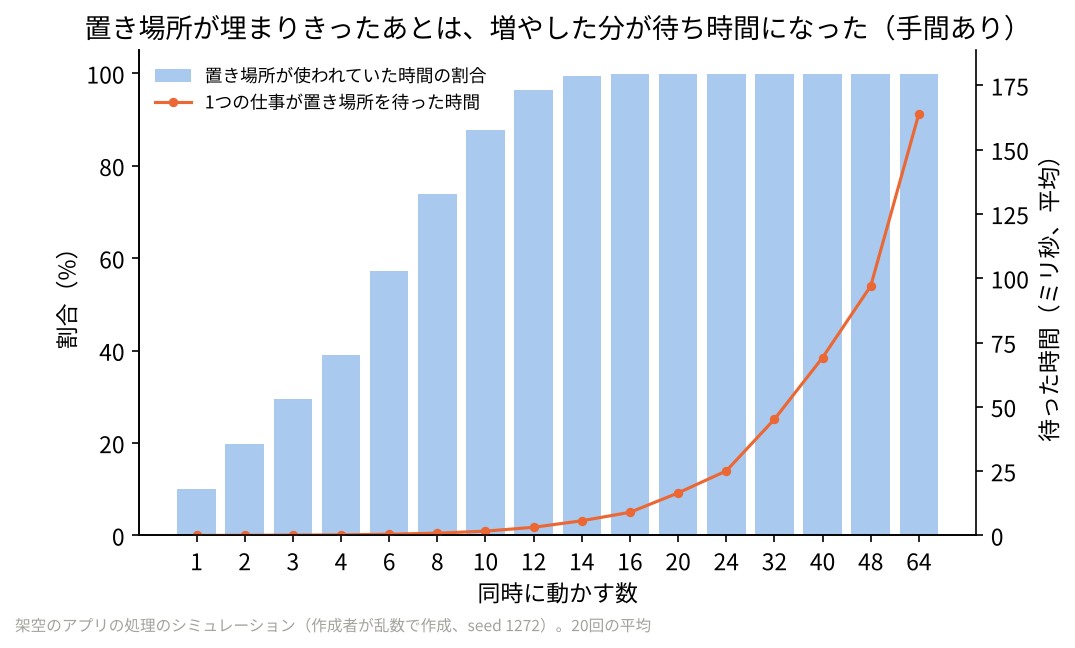 置き場所が埋まりきったあとは、増やした分が待ち時間になった（手間あり）
置き場所が使われていた時間の割合
1つの仕事が置き場所を待った時間
割合（%）
100
80
60
40
20
0
175
150
125
100
75
50
25
0
待った時間（ミリ秒、平均）
1 2 3 4 6 8 10 12 14 16 20 24 32 40 48 64
同時に動かす数
架空のアプリの処理のシミュレーション（作成者が乱数で作成、seed 1272）。20回の平均